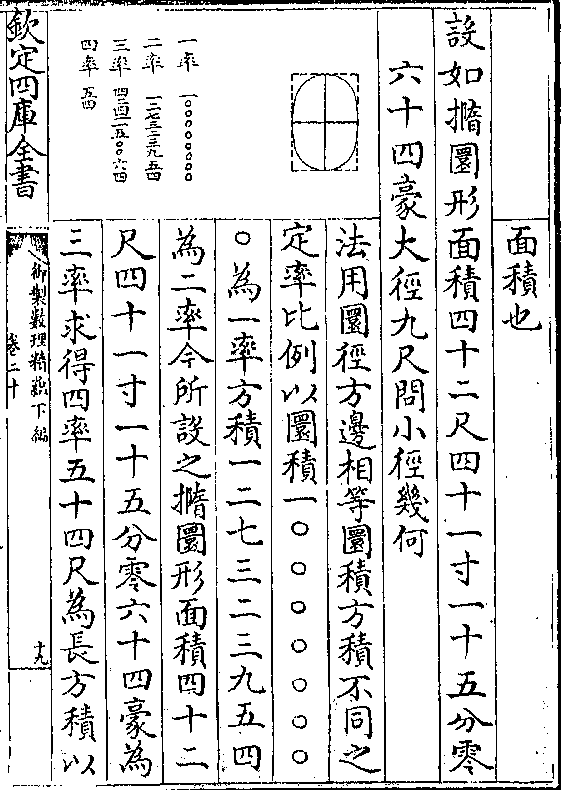 面積也
設如撱圜形面積四十二尺四十一寸一十五分零
六十四豪大徑九尺問小徑幾何
法用圜徑方邊相等圜積方積不同之
定率比例以圜積一〇〇〇〇〇〇〇
〇為一率方積一二七三二三九五四
為二率今所設之撱圜形面積四十二
尺四十一寸一十五分零六十四豪為
三率求得四率五十四尺為長方積以
一率 一〇〇〇〇〇〇〇〇
二率 一二七三二三九五四
三率 四二四一一五〇〇六四
四率 五四
欽定四庫全書
御製數理精藴下編
卷二十
十九